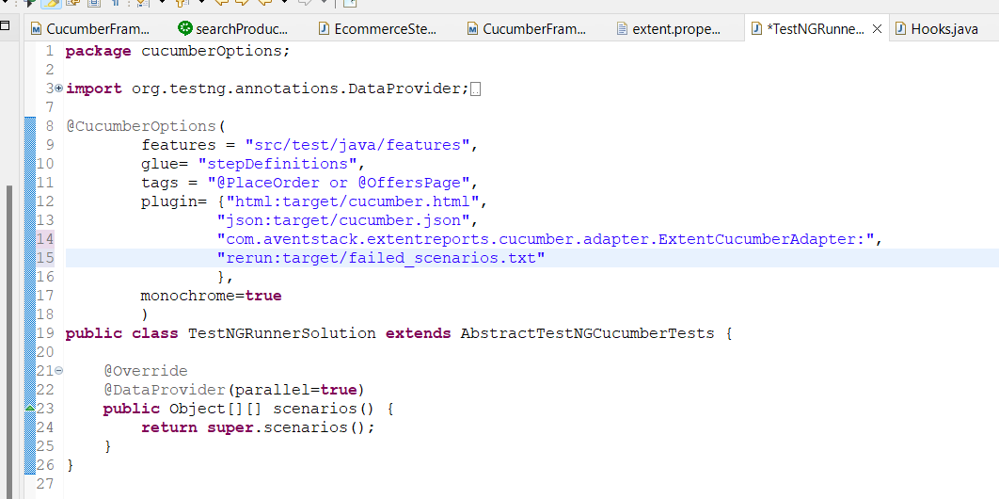 CucumberFram...
searchProduc...
EcommerceSte...
CucumberFram...
extent.prope...
*TestNGRunne...
Hooks.java
1 package cucumberOptions;
2
3 import org.testng.annotations.DataProvider;
7
8 @CucumberOptions(
9 features = "src/test/java/features",
10 glue= "stepDefinitions",
11 tags = "@PlaceOrder or @OffersPage",
12 plugin= {"html:target/cucumber.html",
13 "json:target/cucumber.json",
14 "com.aventstack.extentreports.cucumber.adapter.ExtentCucumberAdapter:",
15 "rerun:target/failed_scenarios.txt"
16 },
17 monochrome=true
18 )
19 public class TestNGRunnerSolution extends AbstractTestNGCucumberTests {
20
21 @Override
22 @DataProvider(parallel=true)
23 public Object[][] scenarios() {
24 return super.scenarios();
25 }
26 }
27